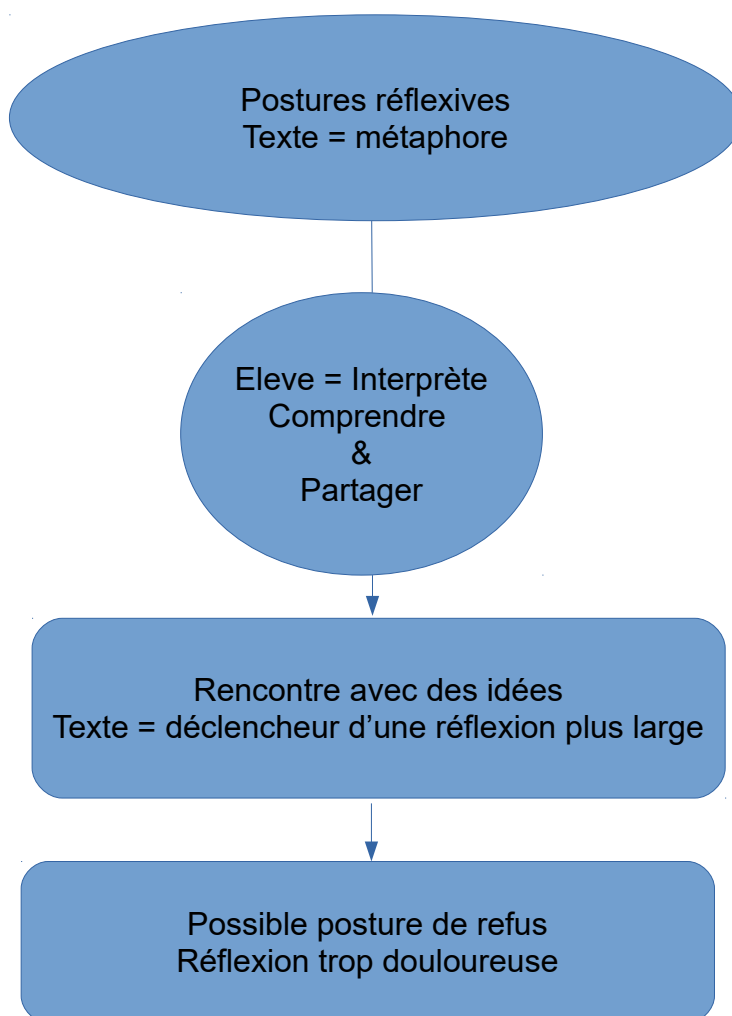 Postures réflexives
Texte = métaphore
Eleve = Interprète
Comprendre
&
Partager
Rencontre avec des idées
Texte = déclencheur d’une réflexion plus large
Possible posture de refus
Réflexion trop douloureuse